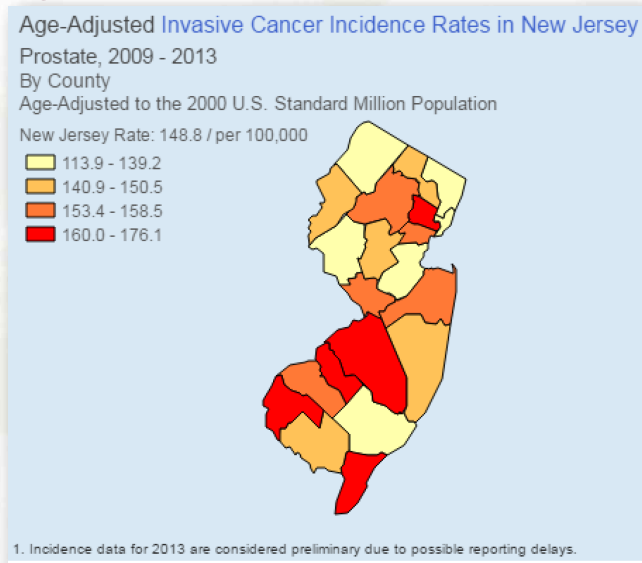 Age-Adjusted Invasive Cancer Incidence Rates in New Jersey
Prostate, 2009 - 2013
By County
Age-Adjusted to the 2000 U.S. Standard Million Population
New Jersey Rate: 148.8 / per 100,000
113.9 - 139.2
140.9 - 150.5
153.4 - 158.5
160.0 - 176.1
1. Incidence data for 2013 are considered preliminary due to possible reporting delays.